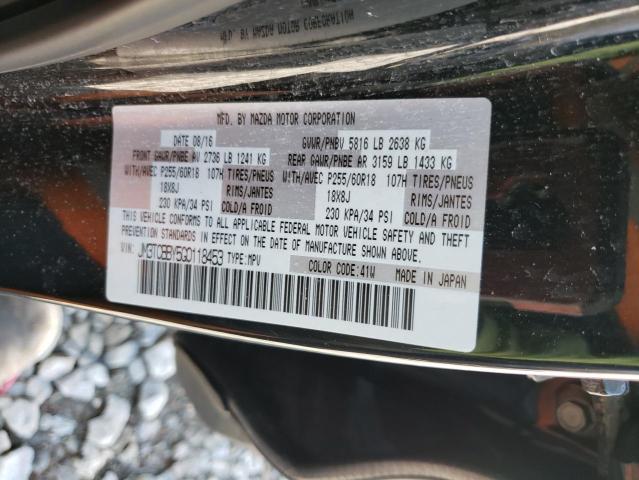 MFD. BY MAZDA MOTOR CORPORATION
DATE 08/16 GVWR/PNBV 5816 LB 2638 KG
FRONT GAWR/PNBE AV 2736 LB 1241 KG REAR GAWR/PNBE AR 3159 LB 1433 KG
WITH/AVEC P255/60R18 107H TIRES/PNEUS WITH/AVEC P255/60R18 107H TIRES/PNEUS
18X8J RIMS/JANTES 18X8J RIMS/JANTES
230 KPA/34 PSI COLD/A FROID 230 KPA/34 PSI COLD/A FROID
THIS VEHICLE CONFORMS TO ALL APPLICABLE FEDERAL MOTOR VEHICLE SAFETY AND THEFT
PREVENTION STANDARDS IN EFFECT ON THE DATE OF MANUFACTURE SHOWN ABOVE.
VIN: JM3TCBBY5G0118453 TYPE: MPV COLOR CODE: 41W MADE IN JAPAN